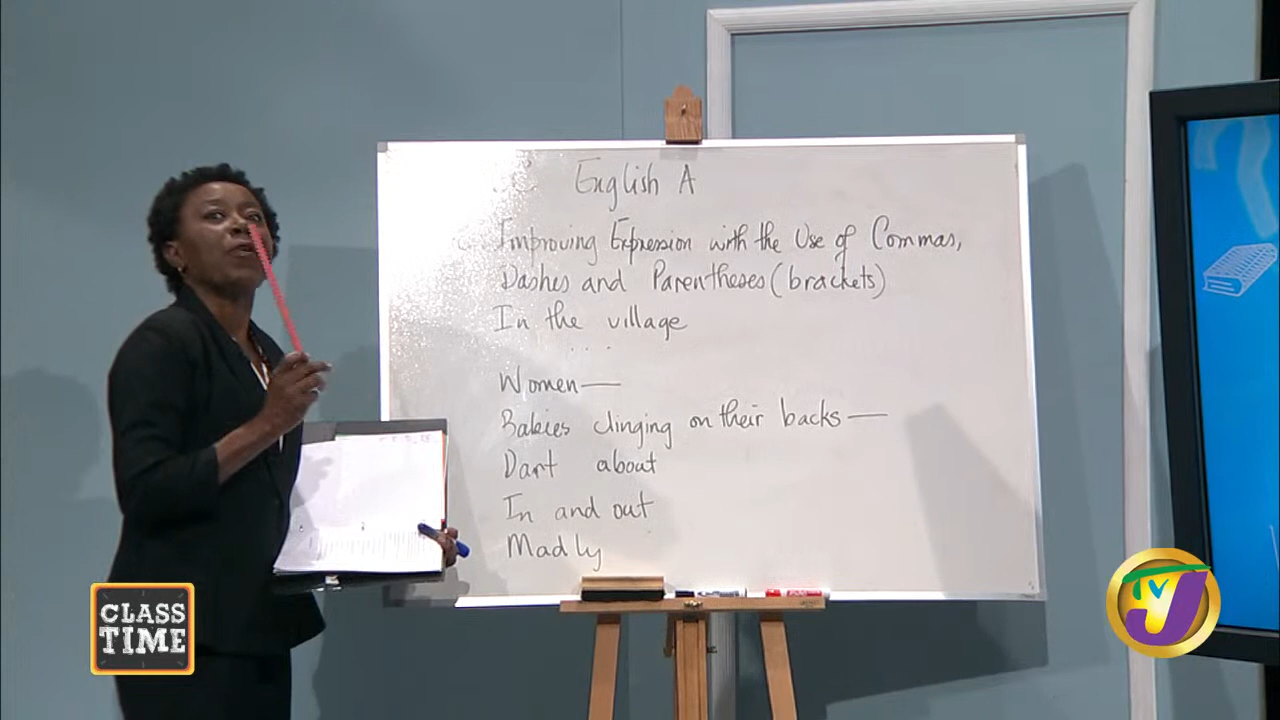 English A
Improving Expression with the Use of Commas,
Dashes and Parentheses (brackets)
In the village
. . .
Women—
Babies clinging on their backs—
Dart about
In and out
Madly
CLASS
TIME
TVJ